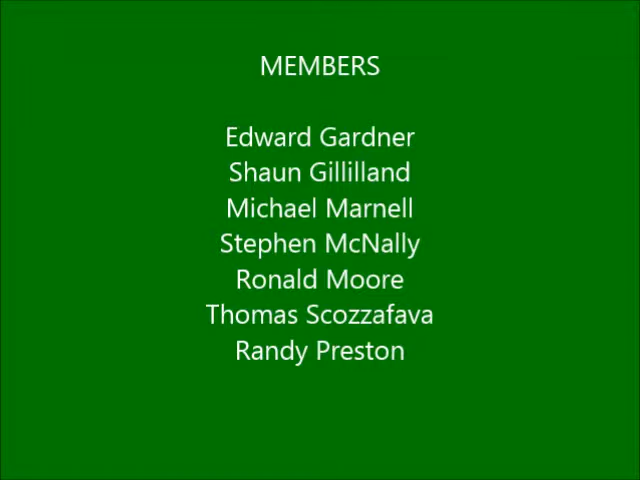 MEMBERS
Edward Gardner
Shaun Gillilland
Michael Marnell
Stephen McNally
Ronald Moore
Thomas Scozzafava
Randy Preston